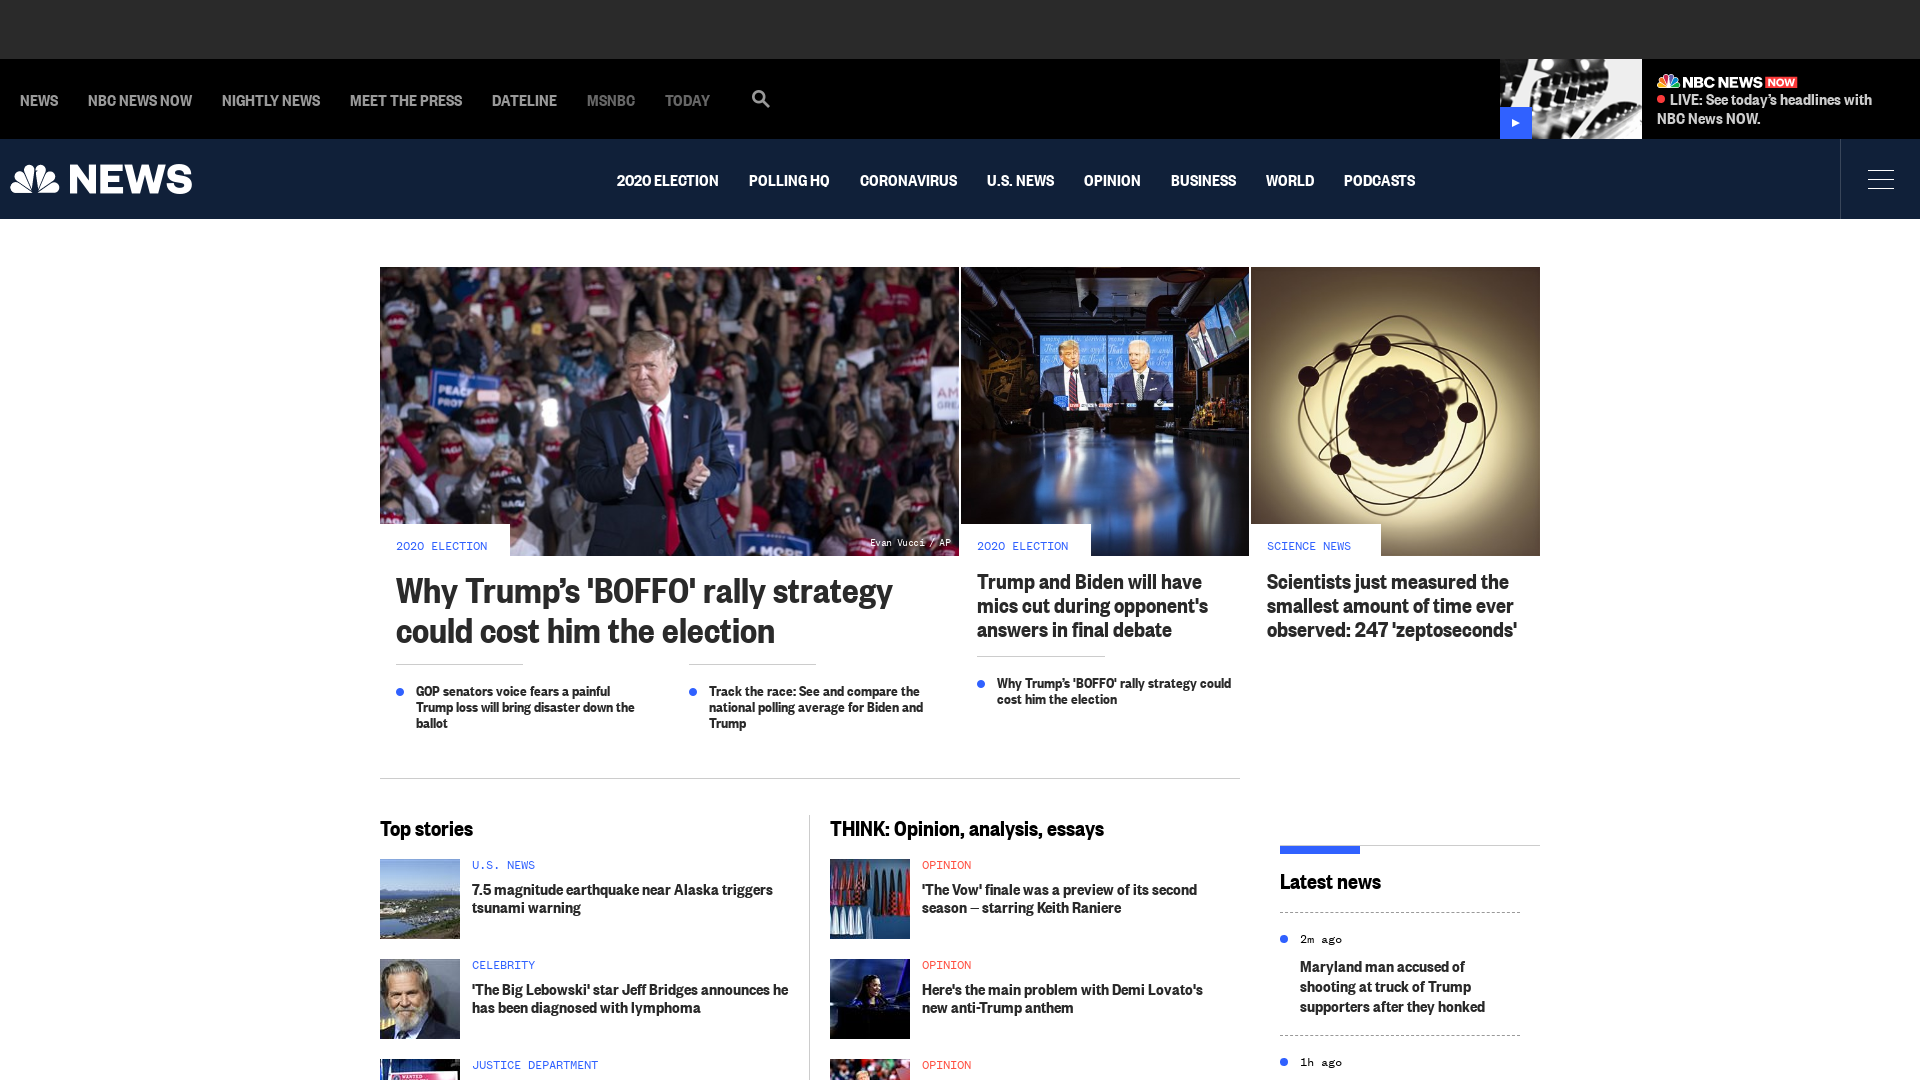 NEWS
NBC NEWS NOW
NIGHTLY NEWS
MEET THE PRESS
DATELINE
MSNBC
TODAY
NBC NEWS NOW
LIVE: See today’s headlines with
NBC News NOW.
NEWS
2020 ELECTION
POLLING HQ
CORONAVIRUS
U.S. NEWS
OPINION
BUSINESS
WORLD
PODCASTS
Evan Vucci / AP
2020 ELECTION
Why Trump’s 'BOFFO' rally strategy
could cost him the election
GOP senators voice fears a painful
Trump loss will bring disaster down the
ballot
Track the race: See and compare the
national polling average for Biden and
Trump
2020 ELECTION
Trump and Biden will have
mics cut during opponent's
answers in final debate
Why Trump’s 'BOFFO' rally strategy could
cost him the election
SCIENCE NEWS
Scientists just measured the
smallest amount of time ever
observed: 247 'zeptoseconds'
Top stories
U.S. NEWS
7.5 magnitude earthquake near Alaska triggers
tsunami warning
CELEBRITY
'The Big Lebowski' star Jeff Bridges announces he
has been diagnosed with lymphoma
JUSTICE DEPARTMENT
THINK: Opinion, analysis, essays
OPINION
'The Vow' finale was a preview of its second
season — starring Keith Raniere
OPINION
Here's the main problem with Demi Lovato's
new anti-Trump anthem
OPINION
Latest news
2m ago
Maryland man accused of
shooting at truck of Trump
supporters after they honked
1h ago